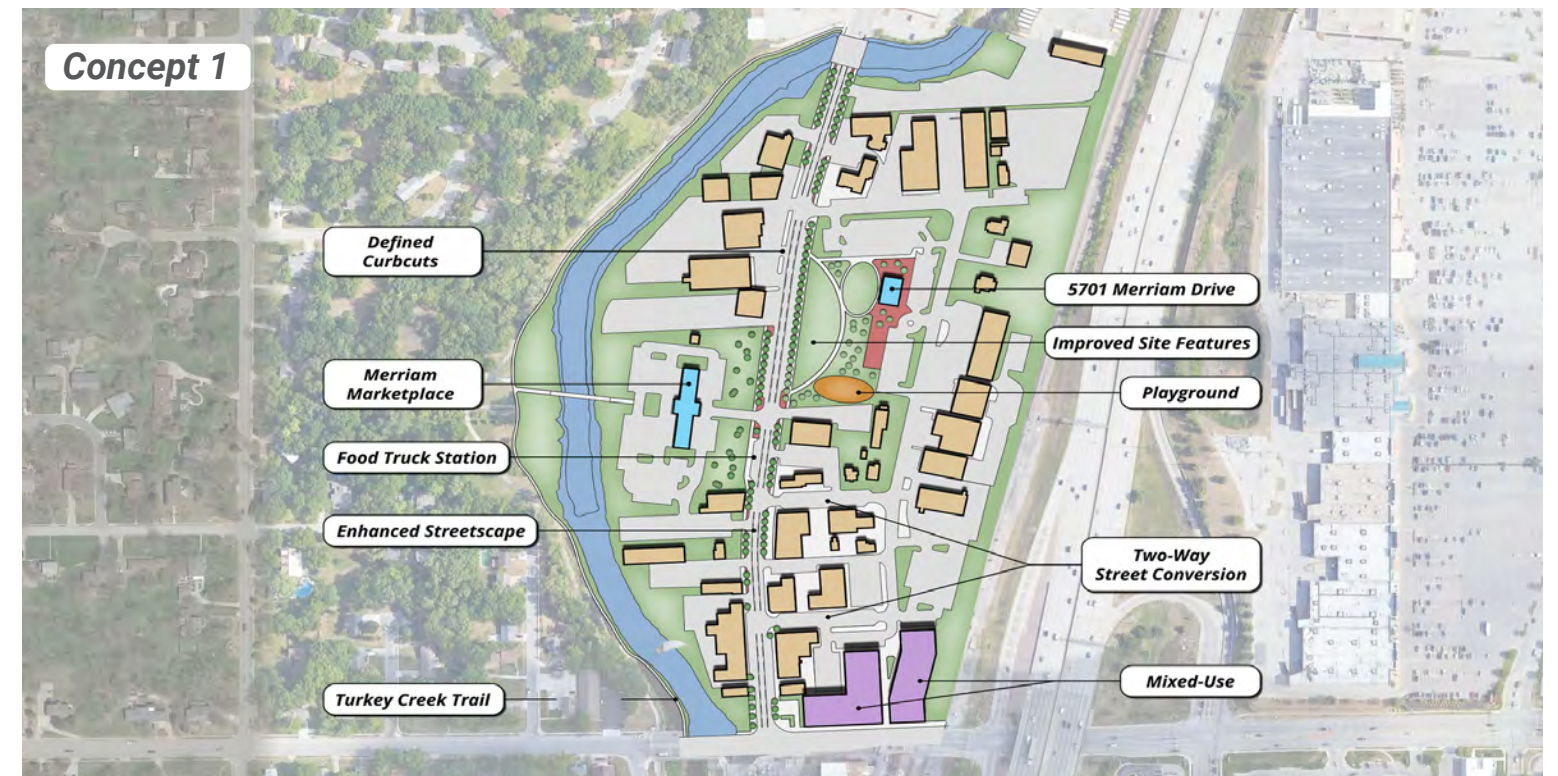 Concept 1
Defined
Curbcuts
5701 Merriam Drive
Improved Site Features
Merriam
Marketplace
Playground
Food Truck Station
Enhanced Streetscape
Two-Way
Street Conversion
Mixed-Use
Turkey Creek Trail